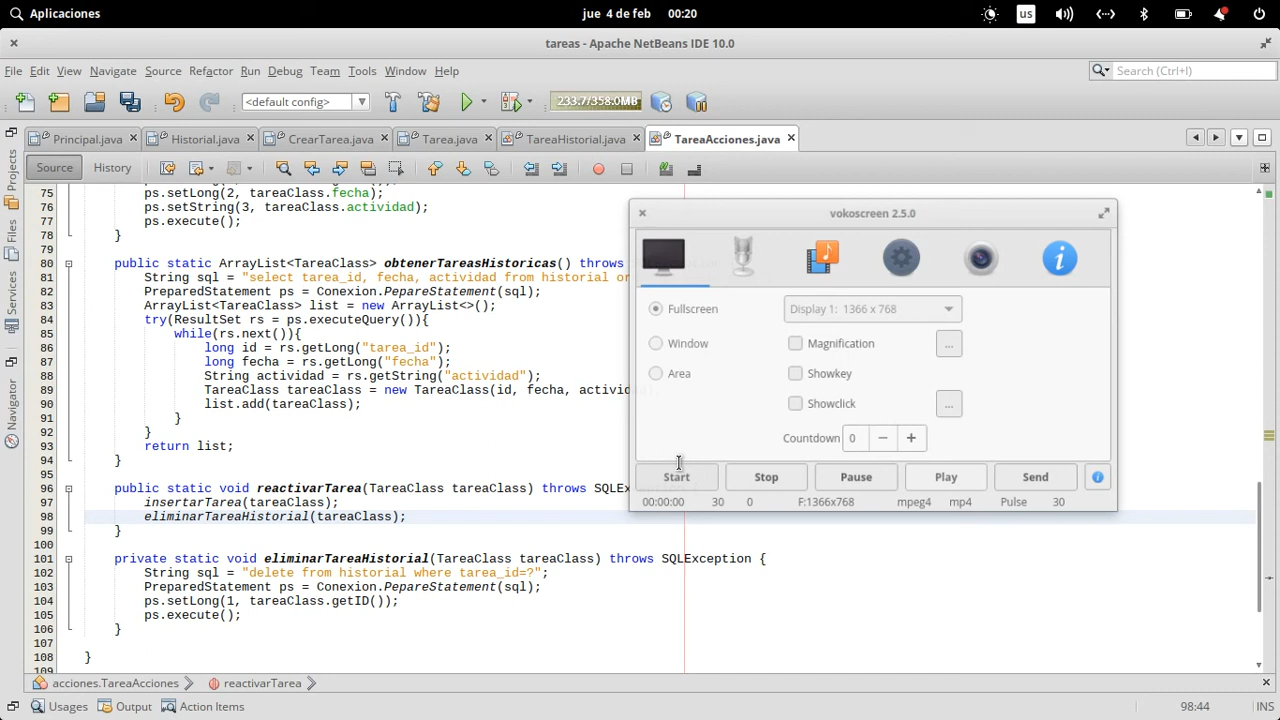 Aplicaciones jue 4 de feb 00:20 us
tareas - Apache NetBeans IDE 10.0
File Edit View Navigate Source Refactor Run Debug Team Tools Window Help Search (Ctrl+I)
<default config> 233.7/358.0MB
Principal.java Historial.java CrearTarea.java Tarea.java TareaHistorial.java TareaAcciones.java
Source History
75 ps.setLong(2, tareaClass.fecha);
76 ps.setString(3, tareaClass.actividad);
77 ps.execute();
78 }
79
80 public static ArrayList<TareaClass> obtenerTareasHistoricas() throws
81 String sql = "select tarea_id, fecha, actividad from historial or
82 PreparedStatement ps = Conexion.PepareStatement(sql);
83 ArrayList<TareaClass> list = new ArrayList<>();
84 try(ResultSet rs = ps.executeQuery()){
85 while(rs.next()){
86 long id = rs.getLong("tarea_id");
87 long fecha = rs.getLong("fecha");
88 String actividad = rs.getString("actividad");
89 TareaClass tareaClass = new TareaClass(id, fecha, actividad);
90 list.add(tareaClass);
91 }
92 }
93 return list;
94 }
95
96 public static void reactivarTarea(TareaClass tareaClass) throws SQLEx
97 insertarTarea(tareaClass);
98 eliminarTareaHistorial(tareaClass);
99 }
100
101 private static void eliminarTareaHistorial(TareaClass tareaClass) throws SQLException {
102 String sql = "delete from historial where tarea_id=?";
103 PreparedStatement ps = Conexion.PepareStatement(sql);
104 ps.setLong(1, tareaClass.getID());
105 ps.execute();
106 }
107
108 }
109
vokoscreen 2.5.0
Fullscreen Display 1: 1366 x 768
Window Magnification ...
Area Showkey
Showclick ...
Countdown 0 − +
Start Stop Pause Play Send
00:00:00 30 0 F:1366x768 mpeg4 mp4 Pulse 30
Projects
Files
Services
Navigator
acciones.TareaAcciones reactivarTarea
Usages Output Action Items 98:44 INS